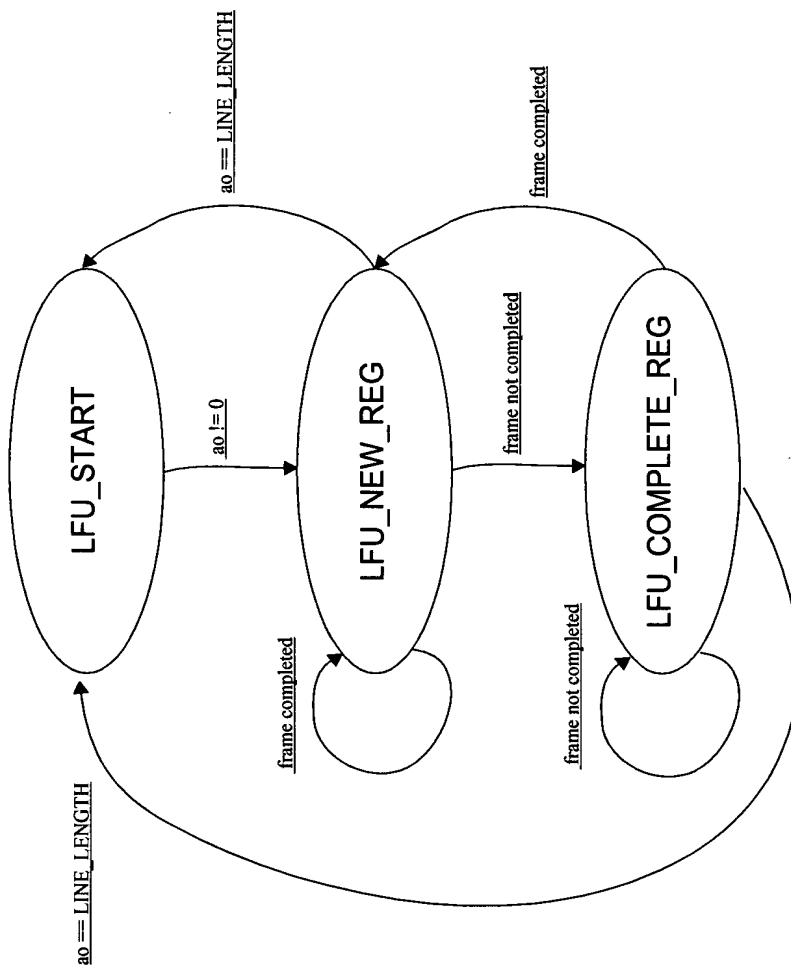 LFU_START
ao == LINE_LENGTH
ao != 0
LFU_NEW_REG
frame completed
frame not completed
frame completed
LFU_COMPLETE_REG
frame not completed
ao == LINE_LENGTH